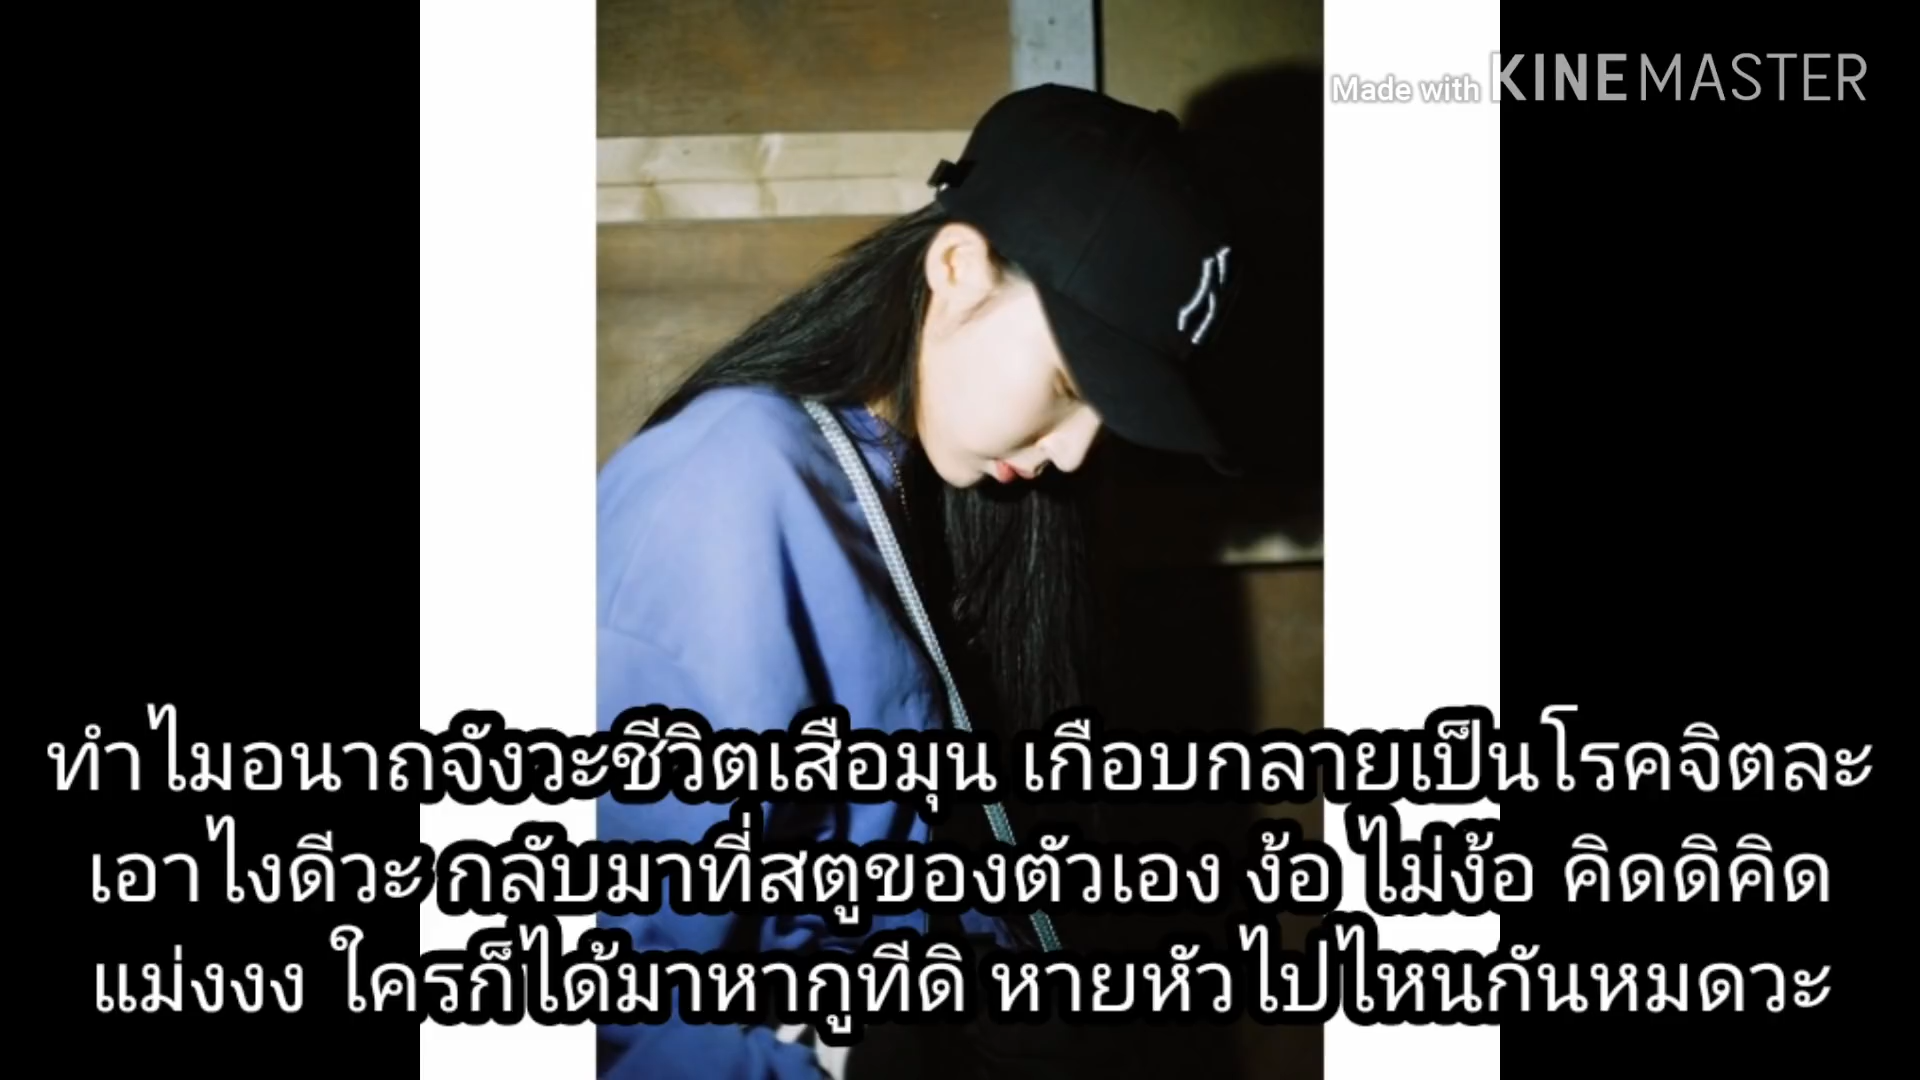 Made with KINEMASTER
ทำไมอนาถจังวะชีวิตเสือมุน เกือบกลายเป็นโรคจิตละ
เอาไงดีวะ กลับมาที่สตูของตัวเอง ง้อ ไม่ง้อ คิดดิคิด
แม่งงง ใครก็ได้มาหากูทีดิ หายหัวไปไหนกันหมดวะ